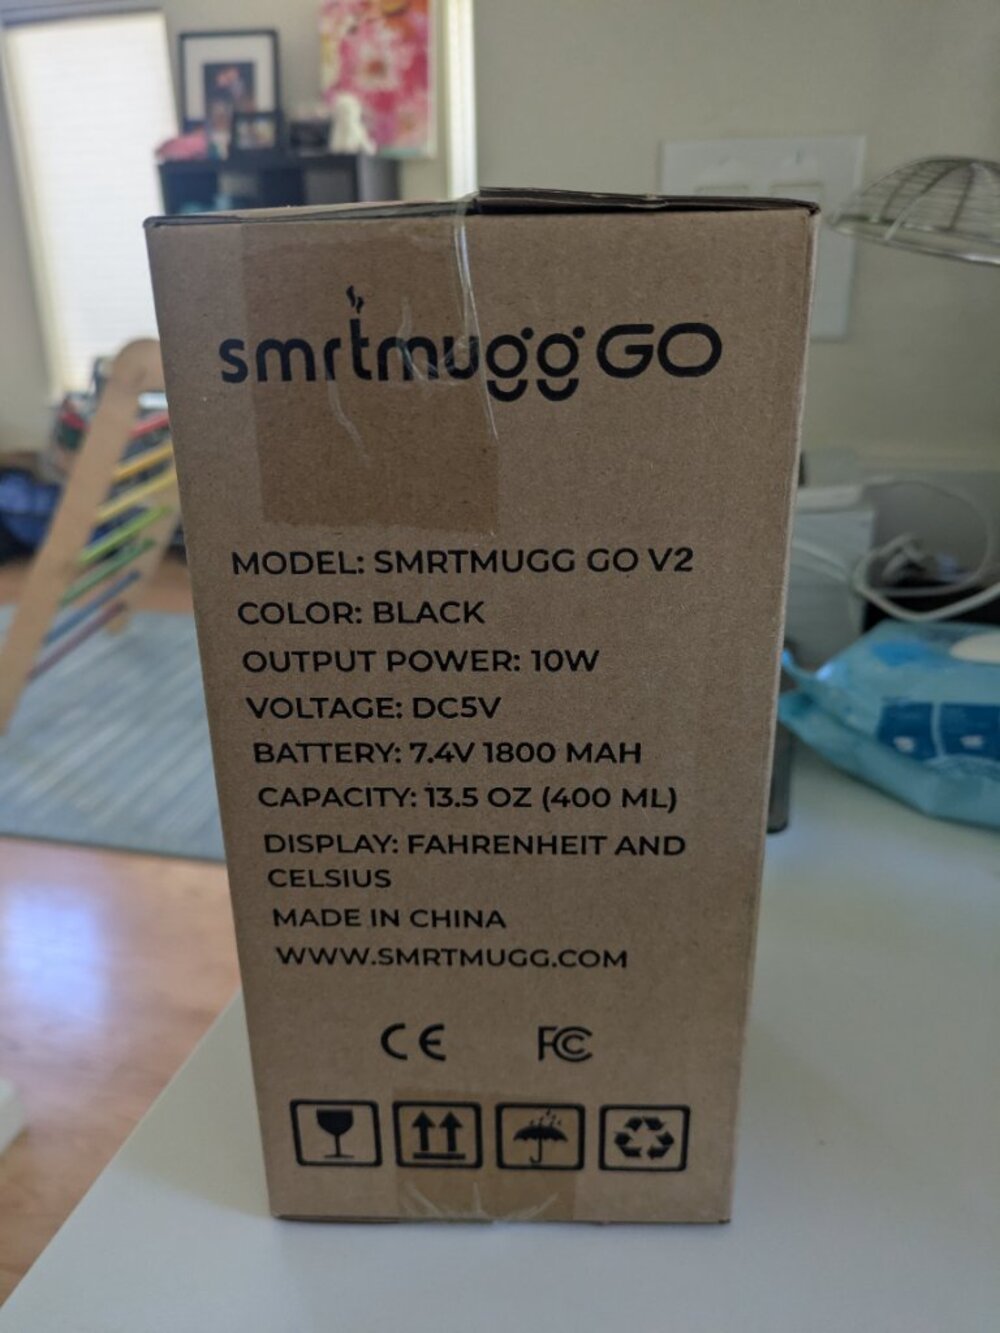 smrtmugg GO
MODEL: SMRTMUGG GO V2
COLOR: BLACK
OUTPUT POWER: 10W
VOLTAGE: DC5V
BATTERY: 7.4V 1800 MAH
CAPACITY: 13.5 OZ (400 ML)
DISPLAY: FAHRENHEIT AND
CELSIUS
MADE IN CHINA
WWW.SMRTMUGG.COM
CE FC